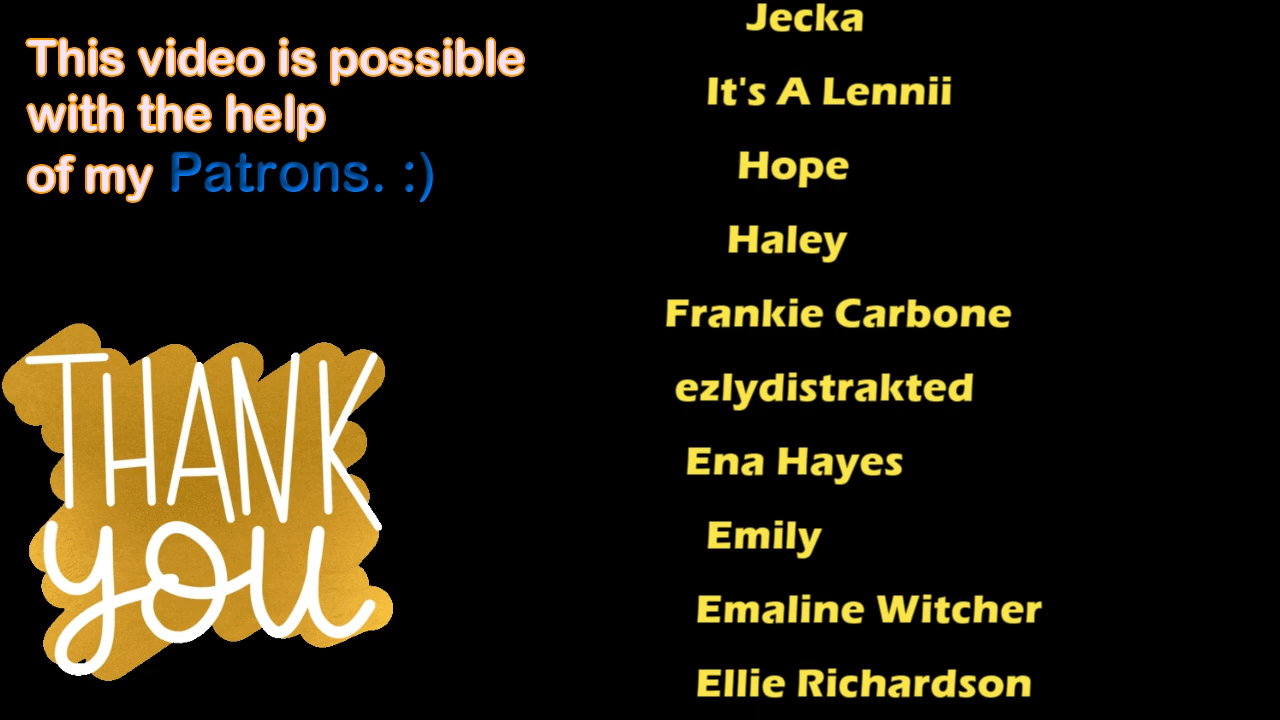 This video is possible
with the help
of my Patrons. :)
THANK
you
Jecka
It's A Lennii
Hope
Haley
Frankie Carbone
ezlydistrakted
Ena Hayes
Emily
Emaline Witcher
Ellie Richardson